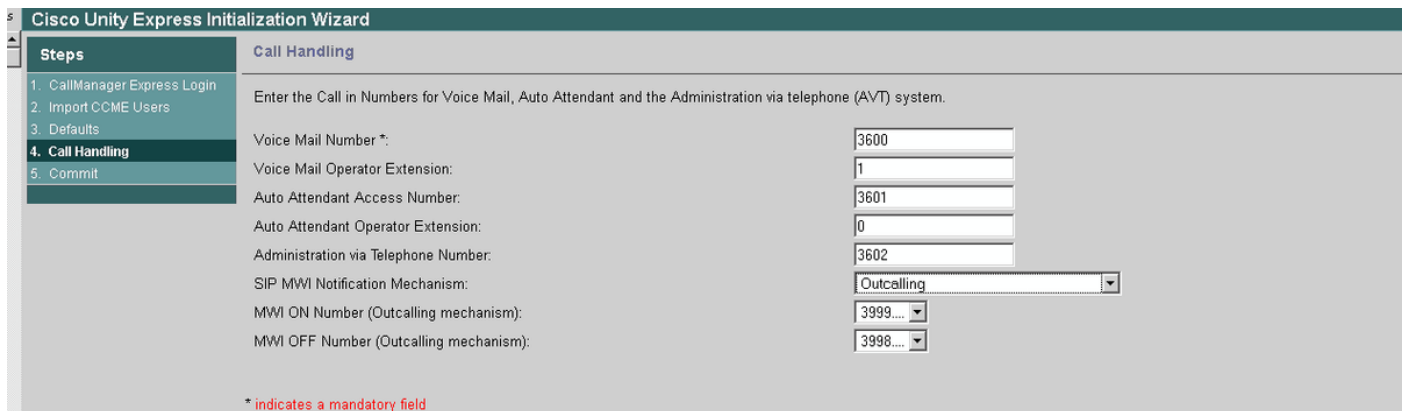 s
Cisco Unity Express Initialization Wizard
Steps
1. CallManager Express Login
2. Import CCME Users
3. Defaults
4. Call Handling
5. Commit
Call Handling
Enter the Call in Numbers for Voice Mail, Auto Attendant and the Administration via telephone (AVT) system.
Voice Mail Number *: 3600
Voice Mail Operator Extension: 1
Auto Attendant Access Number: 3601
Auto Attendant Operator Extension: 0
Administration via Telephone Number: 3602
SIP MWI Notification Mechanism: Outcalling
MWI ON Number (Outcalling mechanism): 3999....
MWI OFF Number (Outcalling mechanism): 3998....
* indicates a mandatory field